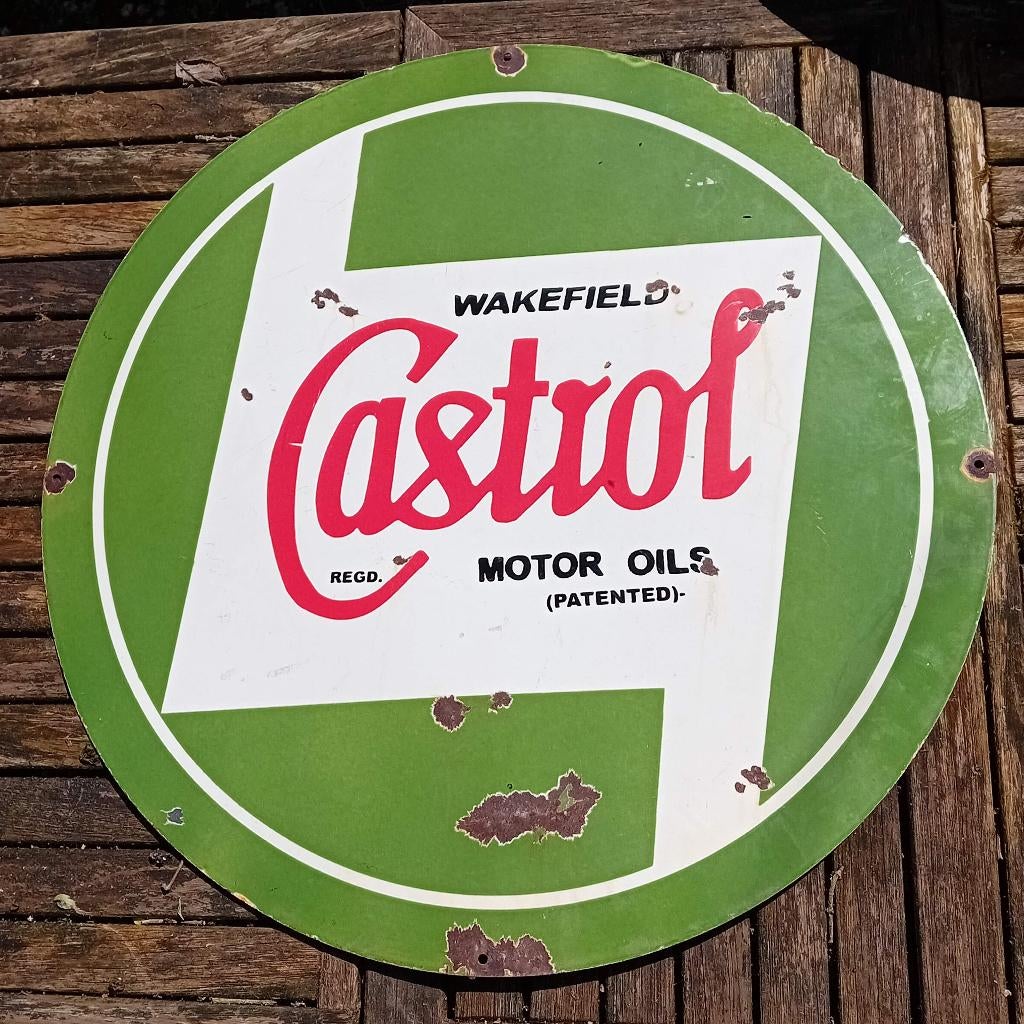 WAKEFIELD
Castrol
REGD. MOTOR OILS
(PATENTED)-